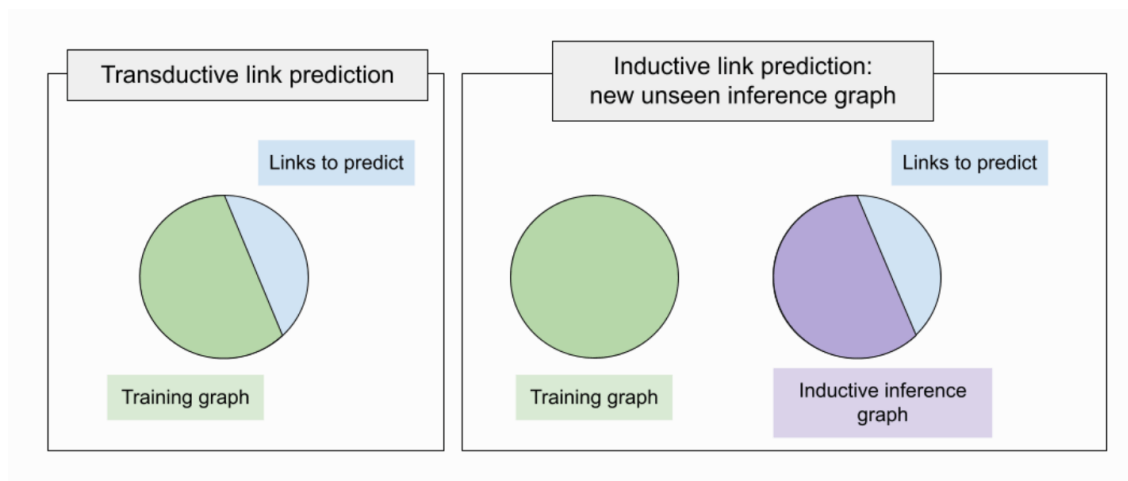 Transductive link prediction
Links to predict
Training graph
Inductive link prediction:
new unseen inference graph
Links to predict
Training graph
Inductive inference
graph